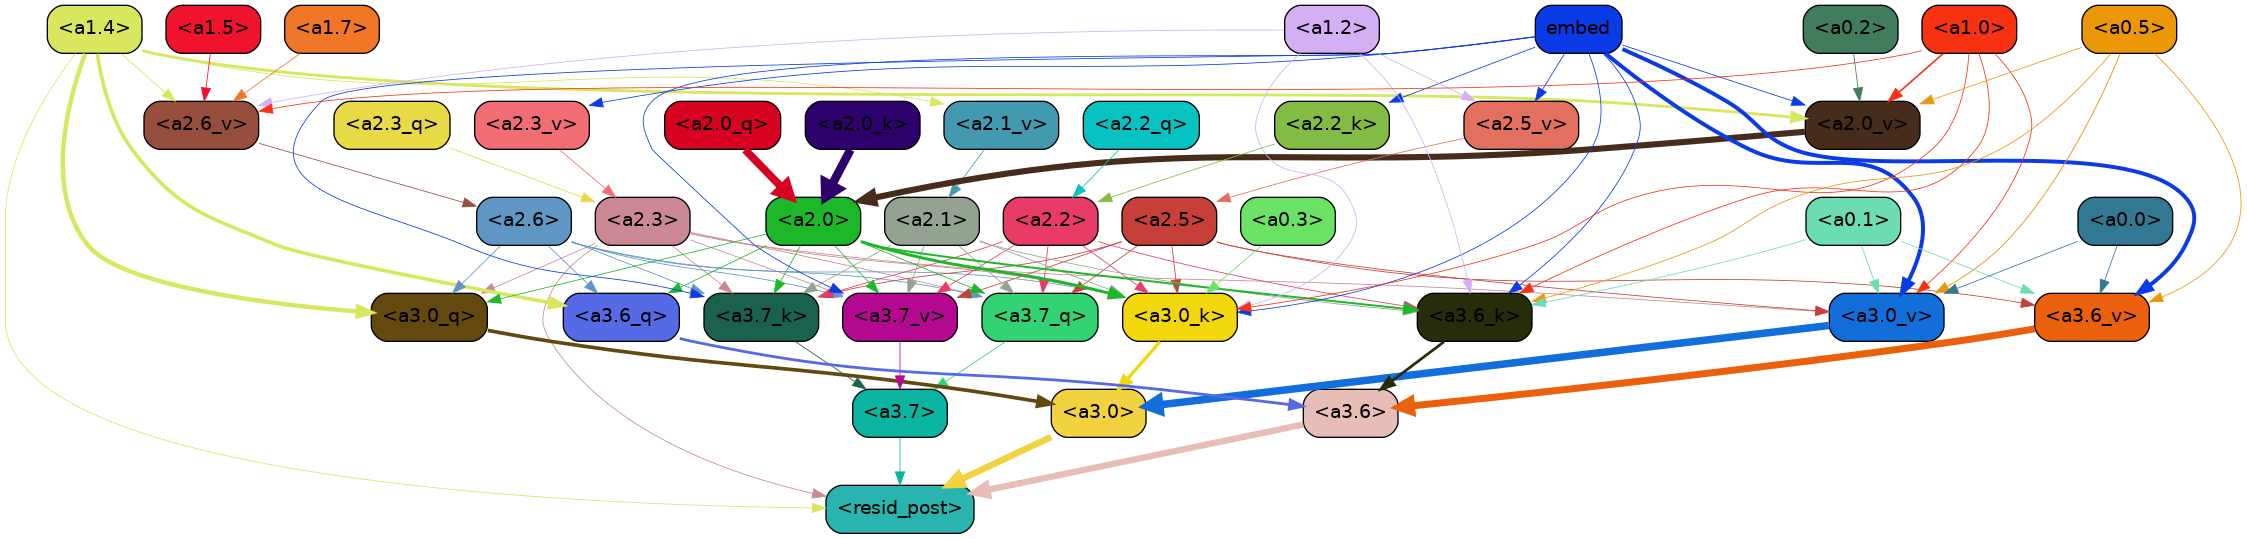 <a1.4> <a1.5> <a1.7> <a1.2> embed <a0.2> <a1.0> <a0.5>
<a2.6_v> <a2.3_q> <a2.3_v> <a2.0_q> <a2.0_k> <a2.1_v> <a2.2_q> <a2.2_k> <a2.5_v> <a2.0_v>
<a2.6> <a2.3> <a2.0> <a2.1> <a2.2> <a2.5> <a0.3> <a0.1> <a0.0>
<a3.0_q> <a3.6_q> <a3.7_k> <a3.7_v> <a3.7_q> <a3.0_k> <a3.6_k> <a3.0_v> <a3.6_v>
<a3.7> <a3.0> <a3.6>
<resid_post>